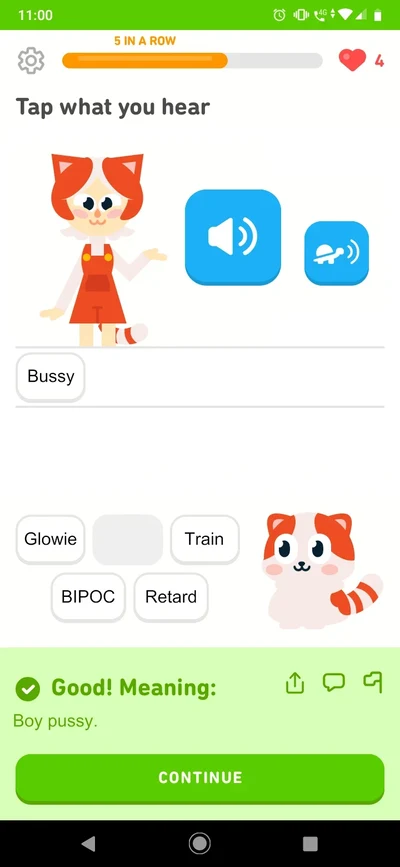 11:00
4G
5 IN A ROW
4
Tap what you hear
Bussy
Glowie
Train
BIPOC
Retard
Good! Meaning:
Boy pussy.
CONTINUE